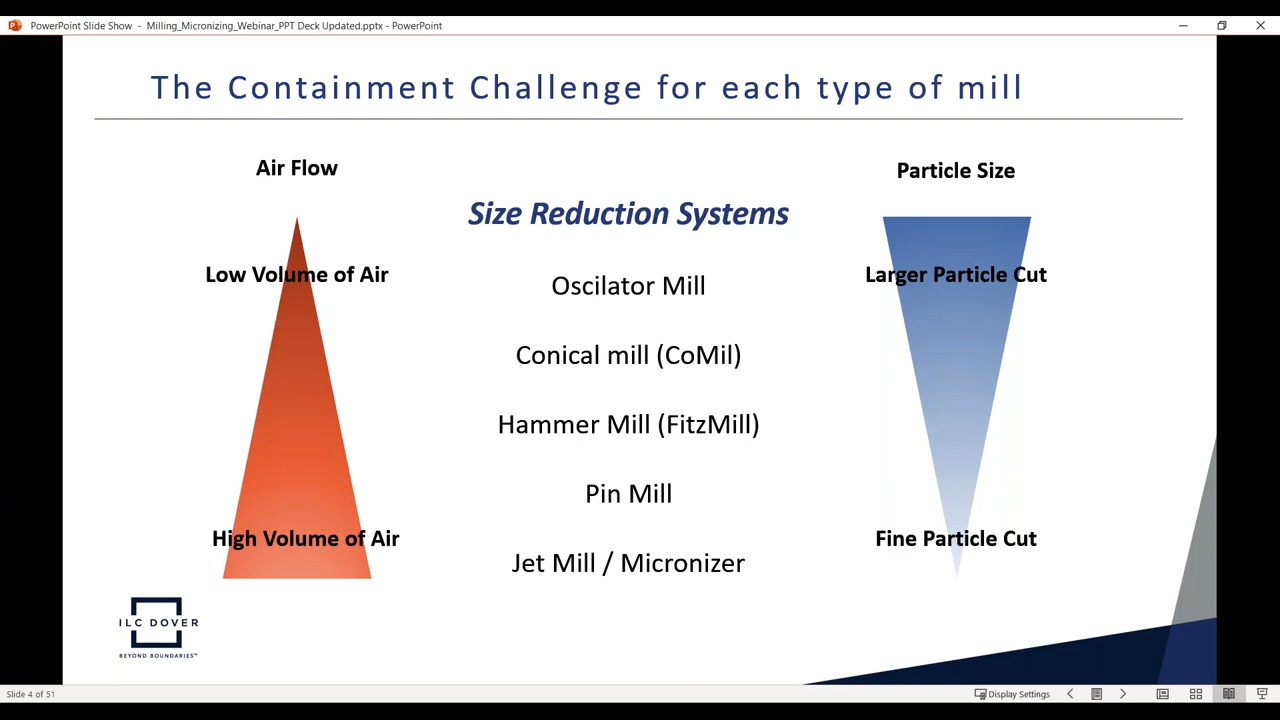 PowerPoint Slide Show - Milling_Micronizing_Webinar_PPT Deck Updated.pptx - PowerPoint
The Containment Challenge for each type of mill
Air Flow
Particle Size
Size Reduction Systems
Low Volume of Air
Larger Particle Cut
Oscilator Mill
Conical mill (CoMil)
Hammer Mill (FitzMill)
Pin Mill
High Volume of Air
Fine Particle Cut
Jet Mill / Micronizer
ILC DOVER
BEYOND BOUNDARIES™
Slide 4 of 51
Display Settings